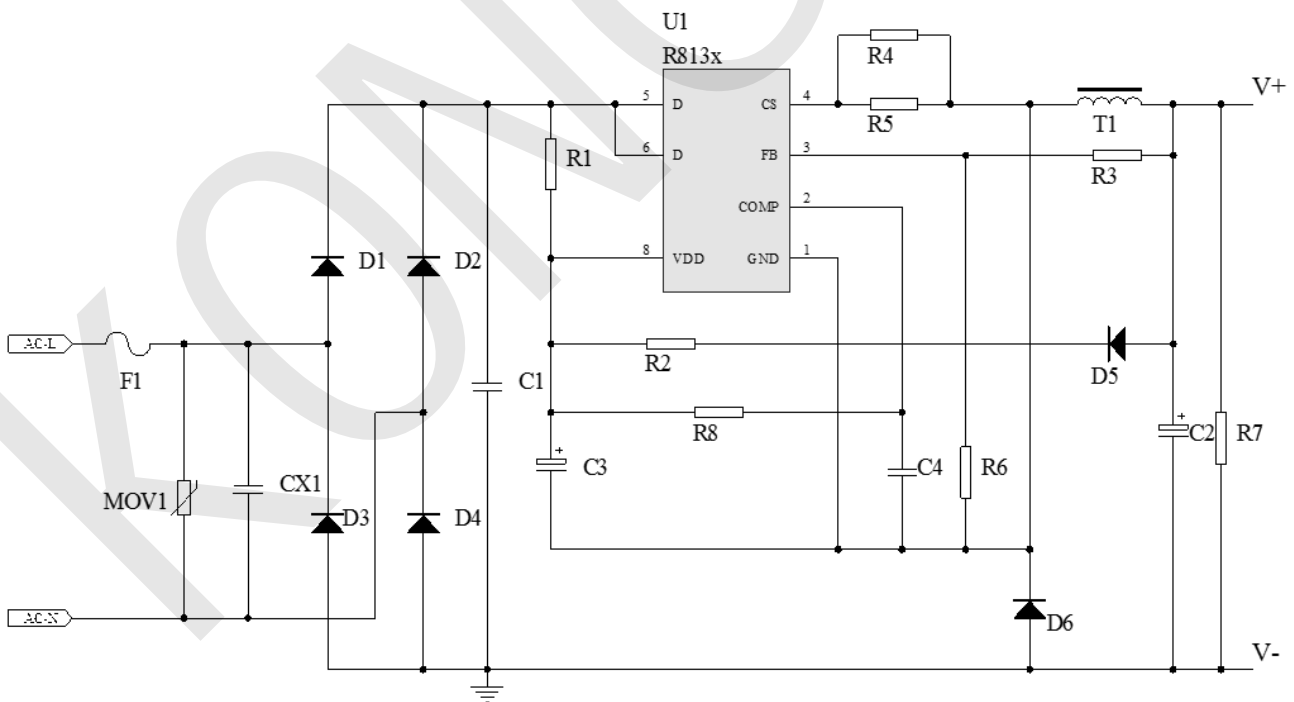 U1
R813x
R4
5 D CS 4
R5
T1
V+
R1
6 D FB 3
R3
COMP 2
8 VDD GND 1
D1
D2
AC-L
F1
R2
D5
C1
R8
C2
R7
C3
C4
R6
MOV1
CX1
D3
D4
AC-N
D6
V-